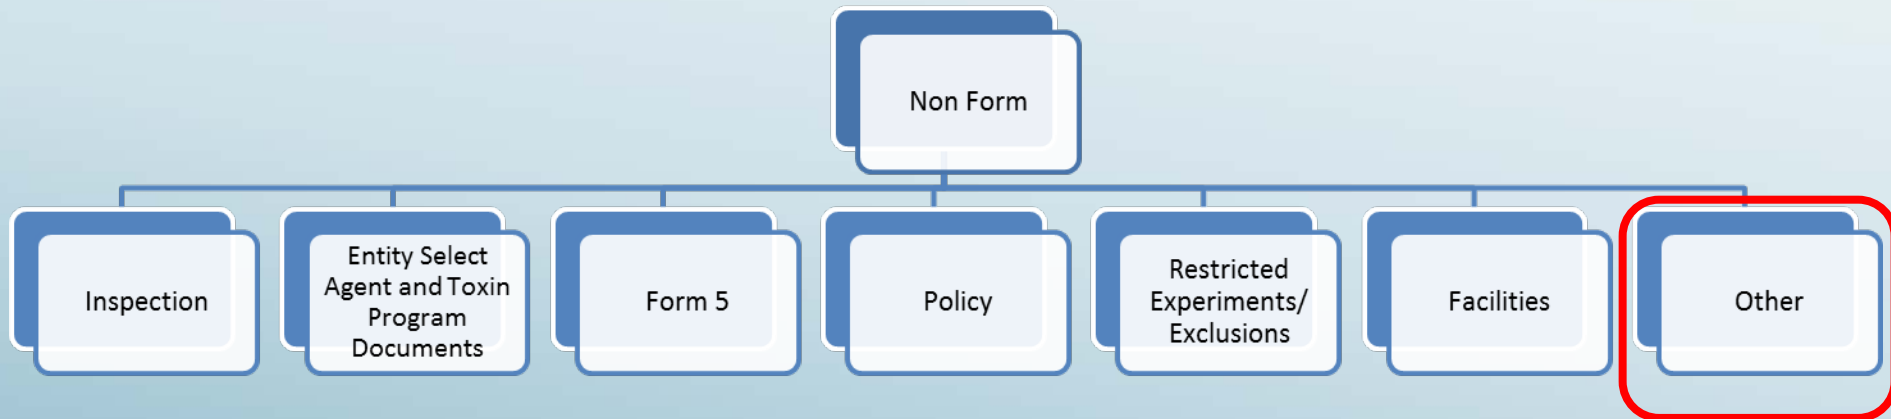 Non Form
Inspection
Entity Select
Agent and Toxin
Program
Documents
Form 5
Policy
Restricted
Experiments/
Exclusions
Facilities
Other